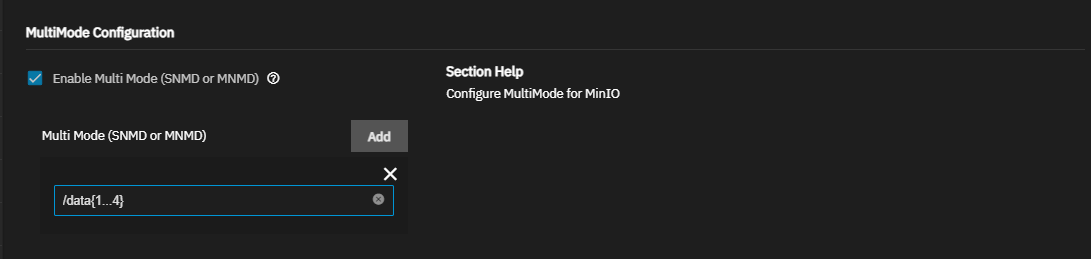 MultiMode Configuration
Enable Multi Mode (SNMD or MNMD)
Section Help
Configure MultiMode for MinIO
Multi Mode (SNMD or MNMD)
Add
/data{1...4}